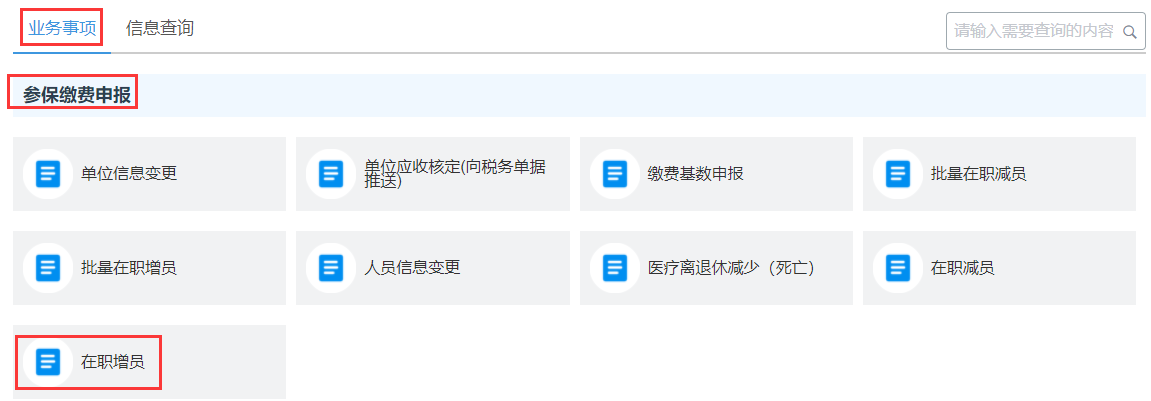 业务事项
信息查询
请输入需要查询的内容
参保缴费申报
单位信息变更
单位应收核定(向税务单据
推送)
缴费基数申报
批量在职减员
批量在职增员
人员信息变更
医疗离退休减少（死亡）
在职减员
在职增员